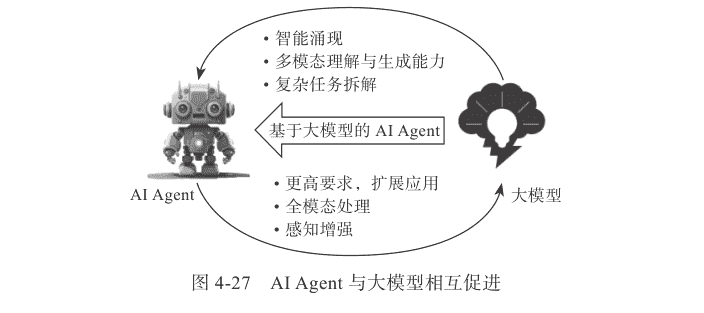 • 智能涌现
• 多模态理解与生成能力
• 复杂任务拆解
基于大模型的 AI Agent
AI Agent
大模型
• 更高要求，扩展应用
• 全模态处理
• 感知增强
图 4-27 AI Agent 与大模型相互促进